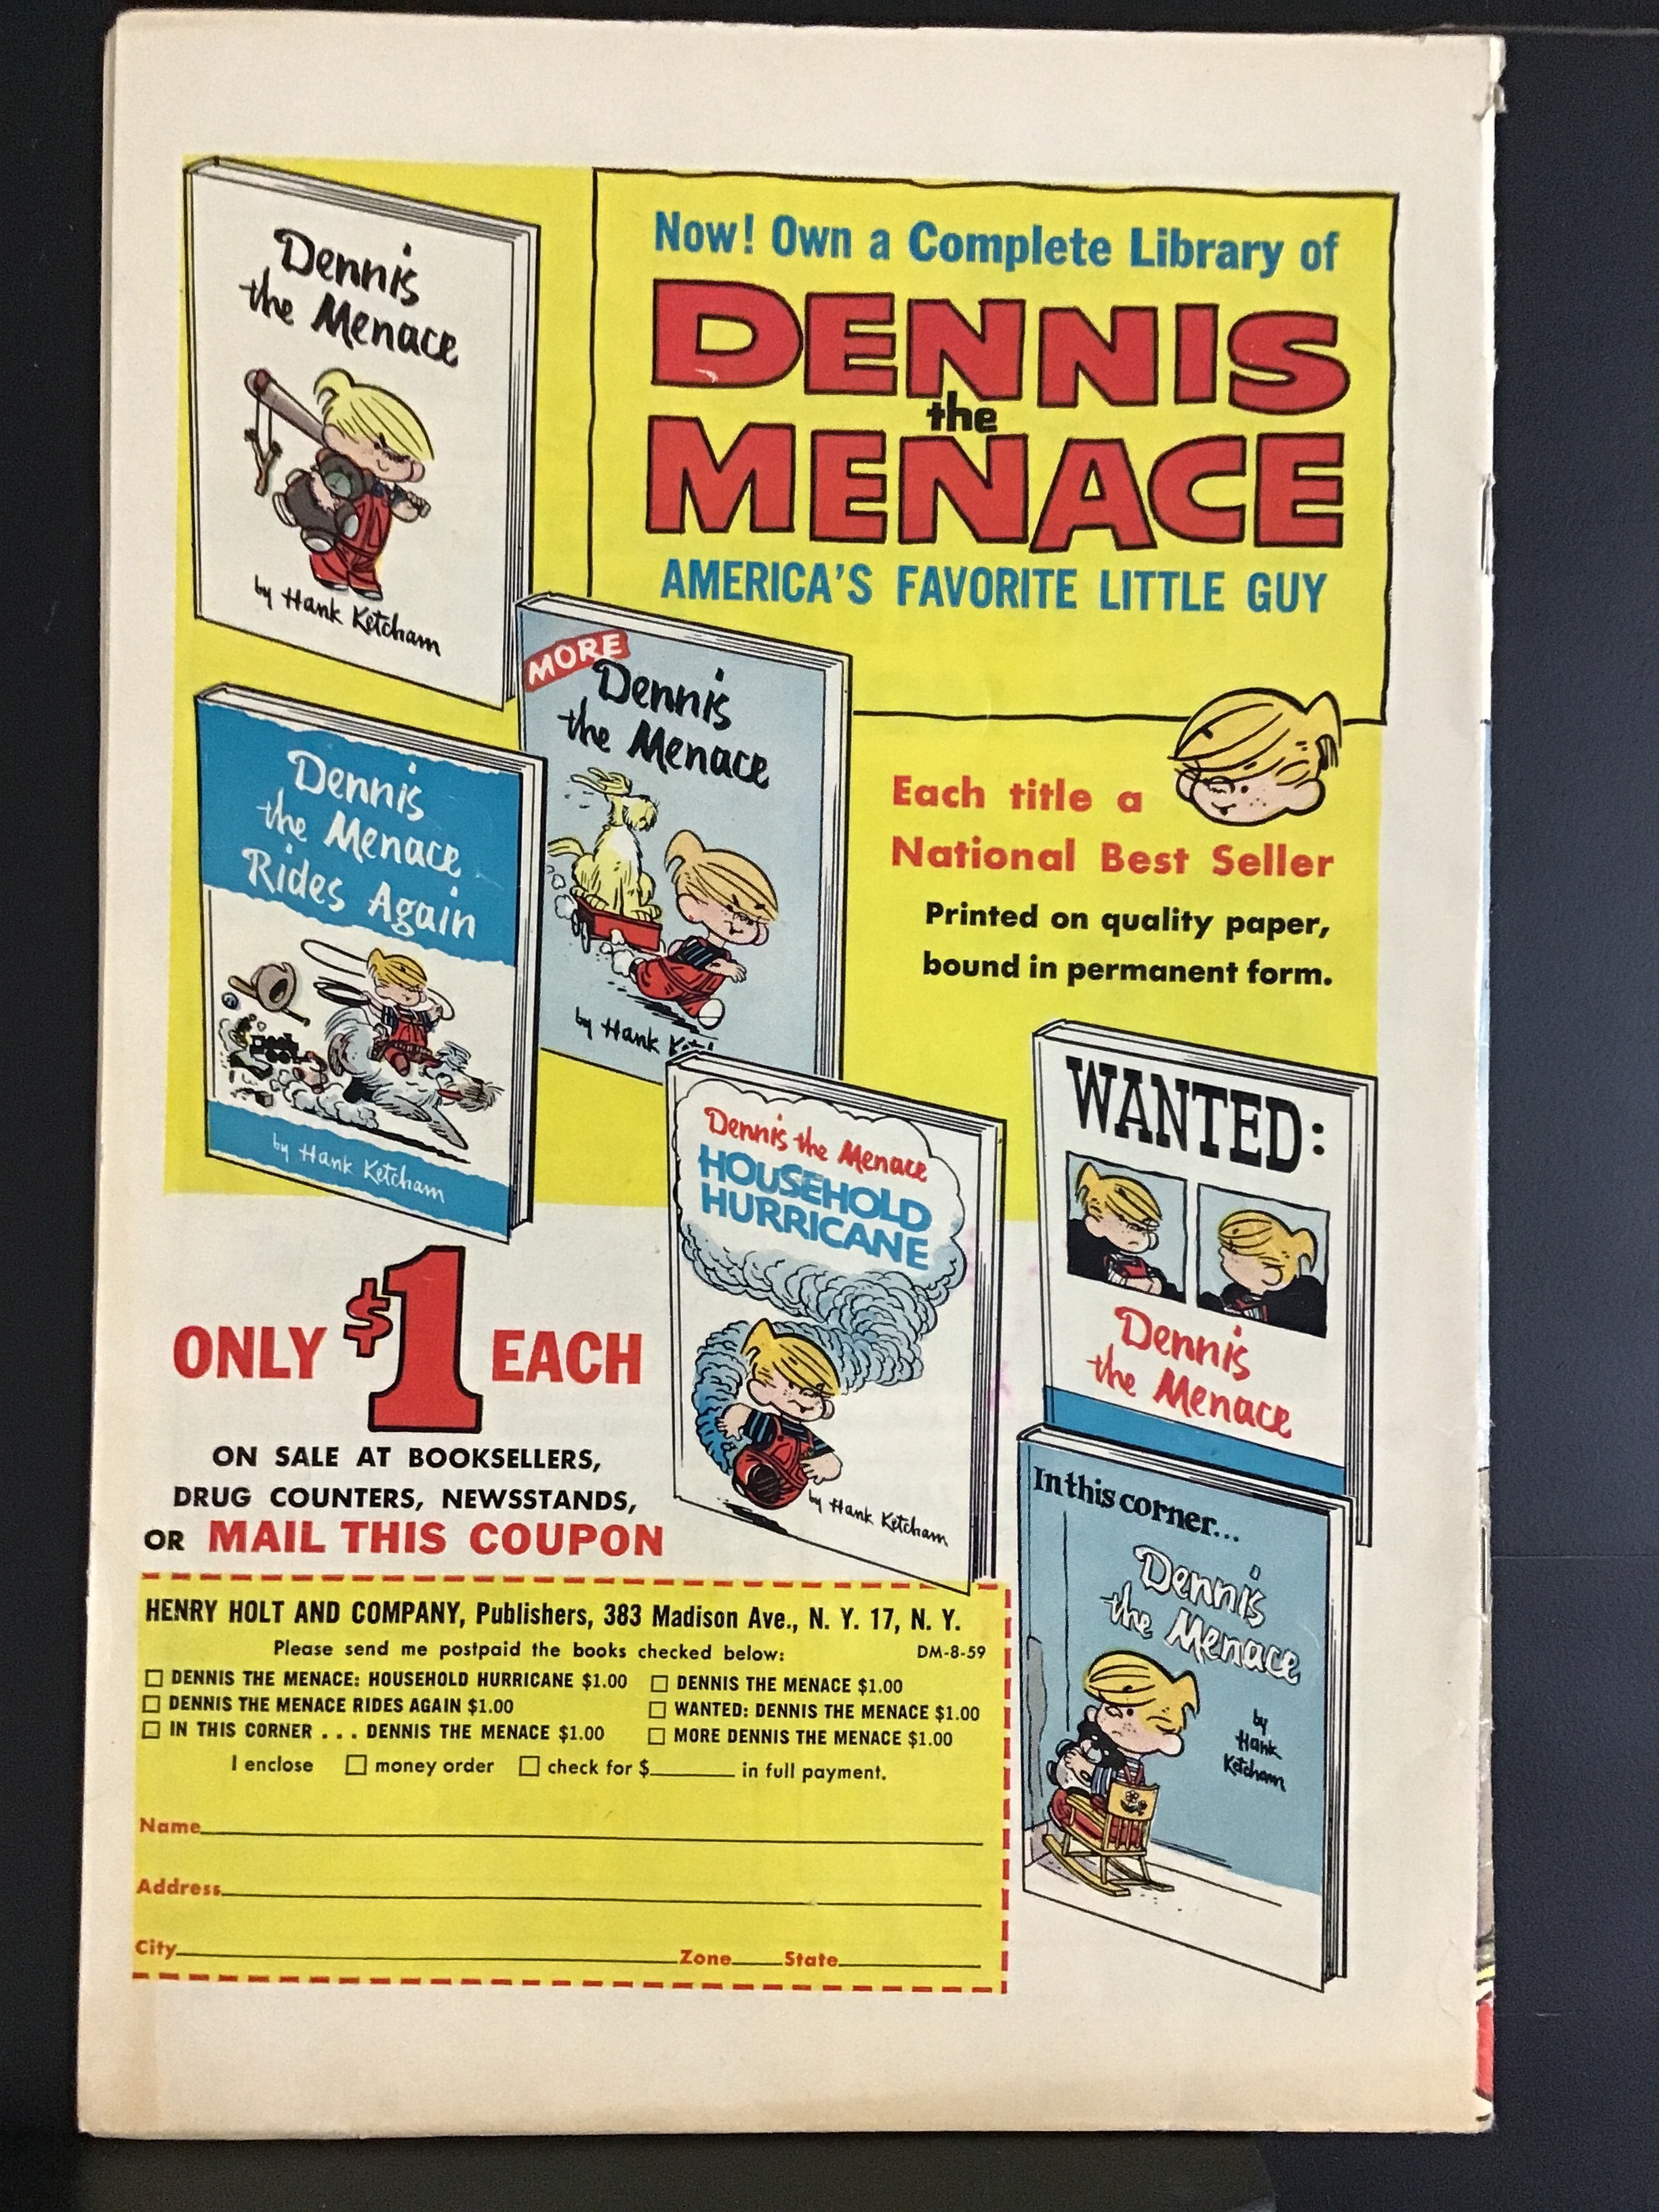 Dennis
the Menace
by Hank Ketcham
Now! Own a Complete Library of
DENNIS
the
MENACE
AMERICA'S FAVORITE LITTLE GUY
MORE
Dennis
the Menace
by Hank
Dennis
the Menace
Rides Again
by Hank Ketcham
Each title a
National Best Seller
Printed on quality paper,
bound in permanent form.
Dennis the Menace
HOUSEHOLD
HURRICANE
by Hank Ketcham
WANTED:
Dennis
the Menace
In this corner...
Dennis
the Menace
by
Hank
Ketcham
ONLY $1 EACH
ON SALE AT BOOKSELLERS,
DRUG COUNTERS, NEWSSTANDS,
OR MAIL THIS COUPON
HENRY HOLT AND COMPANY, Publishers, 383 Madison Ave., N. Y. 17, N. Y.
Please send me postpaid the books checked below: DM-8-59
DENNIS THE MENACE: HOUSEHOLD HURRICANE $1.00 DENNIS THE MENACE $1.00
DENNIS THE MENACE RIDES AGAIN $1.00 WANTED: DENNIS THE MENACE $1.00
IN THIS CORNER . . . DENNIS THE MENACE $1.00 MORE DENNIS THE MENACE $1.00
I enclose money order check for $ in full payment.
Name
Address
City Zone State